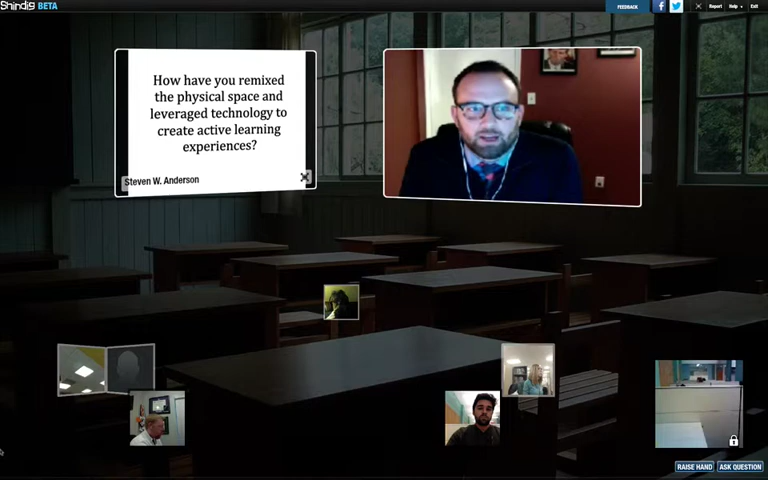 Shindig BETA
FEEDBACK
Report
Help
Exit
How have you remixed
the physical space and
leveraged technology to
create active learning
experiences?
Steven W. Anderson
RAISE HAND
ASK QUESTION